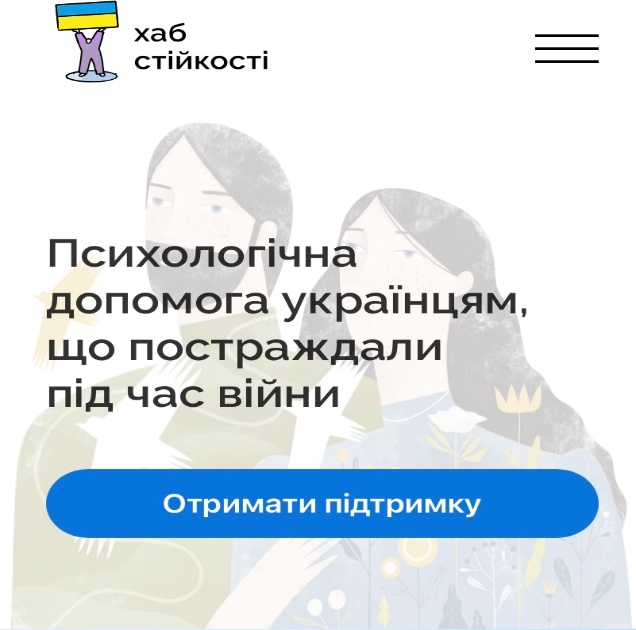 хаб
стійкості
Психологічна
допомога українцям,
що постраждали
під час війни
Отримати підтримку